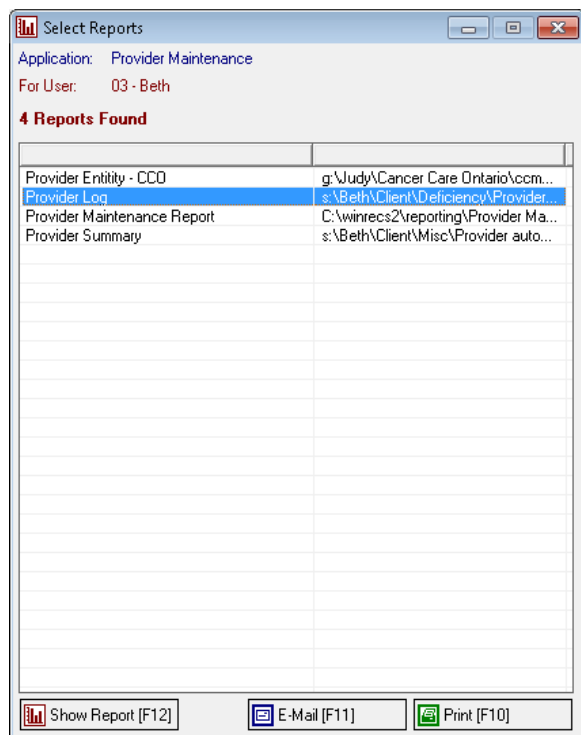 Select Reports
Application: Provider Maintenance
For User: 03 - Beth
4 Reports Found
Provider Entitity - CCO g:\Judy\Cancer Care Ontario\ccm...
Provider Log s:\Beth\Client\Deficiency\Provider...
Provider Maintenance Report C:\winrecs2\reporting\Provider Ma...
Provider Summary s:\Beth\Client\Misc\Provider auto...
Show Report [F12] E-Mail [F11] Print [F10]